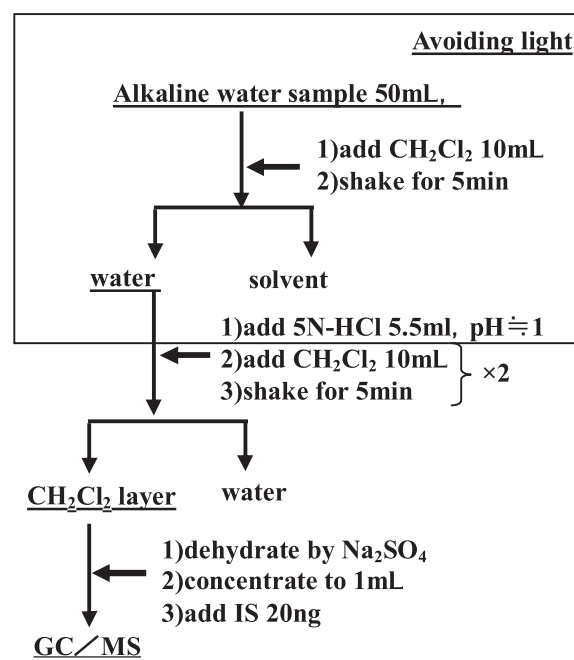 Avoiding light
Alkaline water sample 50mL,
1)add CH₂Cl₂ 10mL
2)shake for 5min
water
solvent
1)add 5N-HCl 5.5ml, pH≒1
2)add CH₂Cl₂ 10mL
3)shake for 5min
×2
CH₂Cl₂ layer
water
1)dehydrate by Na₂SO₄
2)concentrate to 1mL
3)add IS 20ng
GC／MS